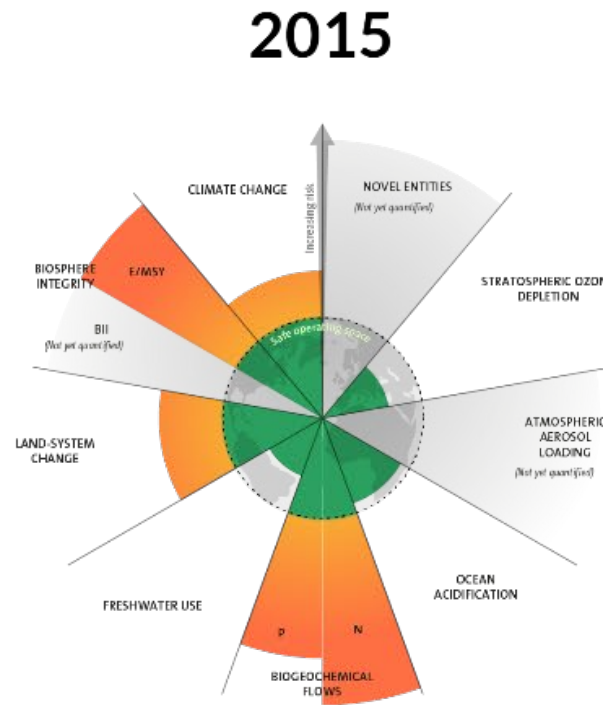 2015
CLIMATE CHANGE
Increasing risk
NOVEL ENTITIES
(Not yet quantified)
STRATOSPHERIC OZON
DEPLETION
BIOSPHERE
INTEGRITY
E/MSY
BII
(Not yet quantified)
Safe operating space
LAND-SYSTEM
CHANGE
ATMOSPHERIC
AEROSOL
LOADING
(Not yet quantified)
FRESHWATER USE
OCEAN
ACIDIFICATION
P
N
BIOGEOCHEMICAL
FLOWS